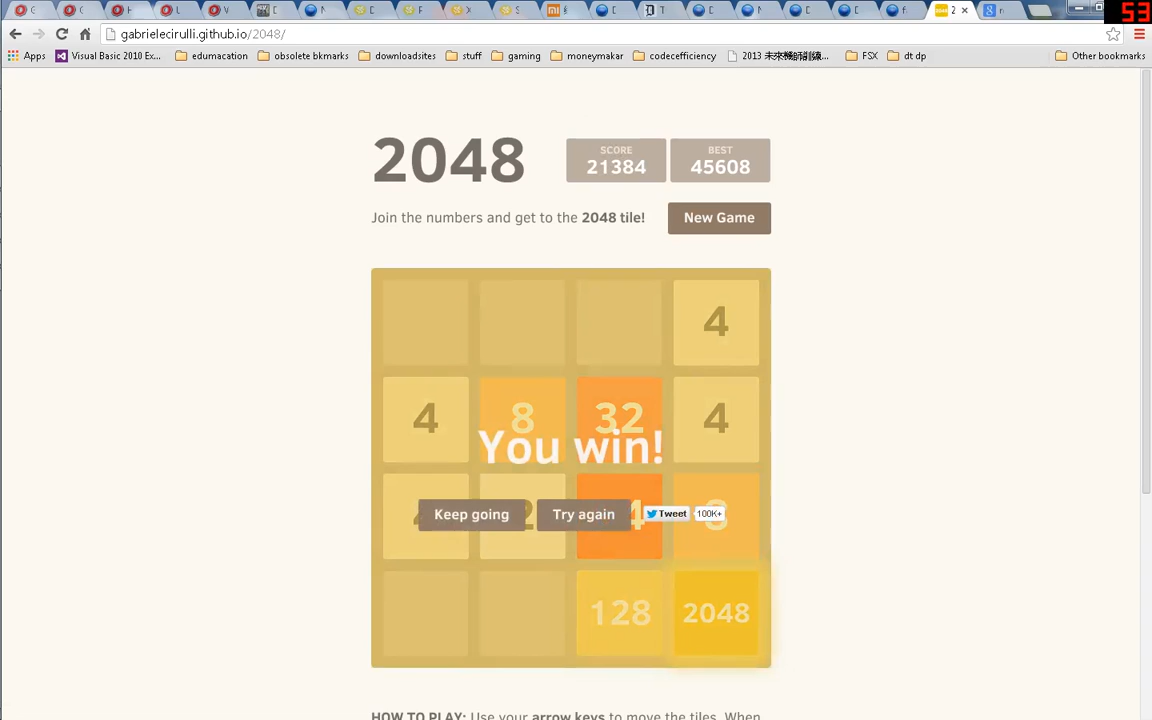 53
gabrielecirulli.github.io/2048/
Apps Visual Basic 2010 Ex... edumacation obsolete bkmarks downloadsites stuff gaming moneymakar codecefficiency 2013 FSX dt dp Other bookmarks
2048
SCORE BEST
21384 45608
Join the numbers and get to the 2048 tile! New Game
4
4 8 32 4
You win!
Keep going Try again Tweet 100K+
128 2048
HOW TO PLAY: Use your arrow keys to move the tiles. When